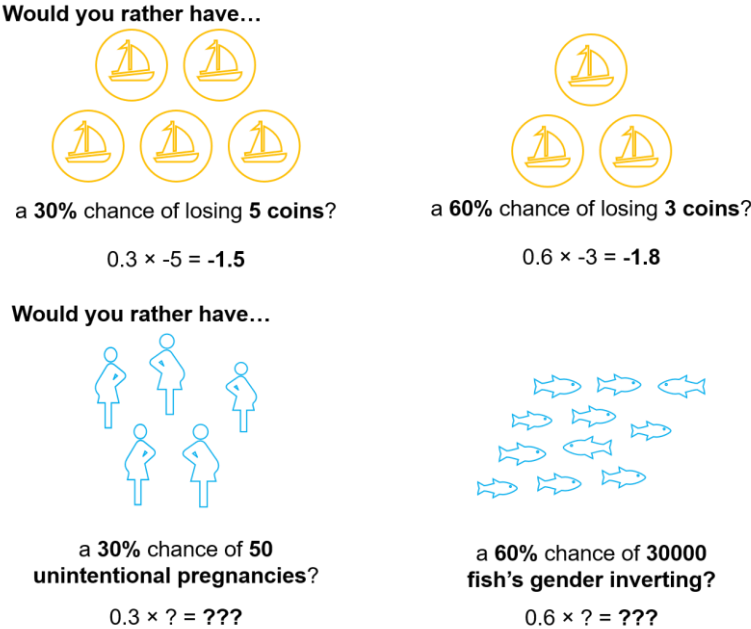 Would you rather have…
a 30% chance of losing 5 coins?
a 60% chance of losing 3 coins?
0.3 × -5 = -1.5
0.6 × -3 = -1.8
Would you rather have…
a 30% chance of 50
unintentional pregnancies?
a 60% chance of 30000
fish's gender inverting?
0.3 × ? = ???
0.6 × ? = ???